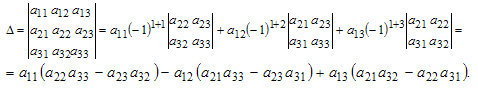 Δ = |a₁₁ a₁₂ a₁₃; a₂₁ a₂₂ a₂₃; a₃₁ a₃₂a₃₃| = a₁₁(−1)¹⁺¹|a₂₂ a₂₃; a₃₂ a₃₃| + a₁₂(−1)¹⁺²|a₂₁ a₂₃; a₃₁ a₃₃| + a₁₃(−1)¹⁺³|a₂₁ a₂₂; a₃₁ a₃₂| =
= a₁₁(a₂₂a₃₃ − a₂₃a₃₂) − a₁₂(a₂₁a₃₃ − a₂₃a₃₁) + a₁₃(a₂₁a₃₂ − a₂₂a₃₁).